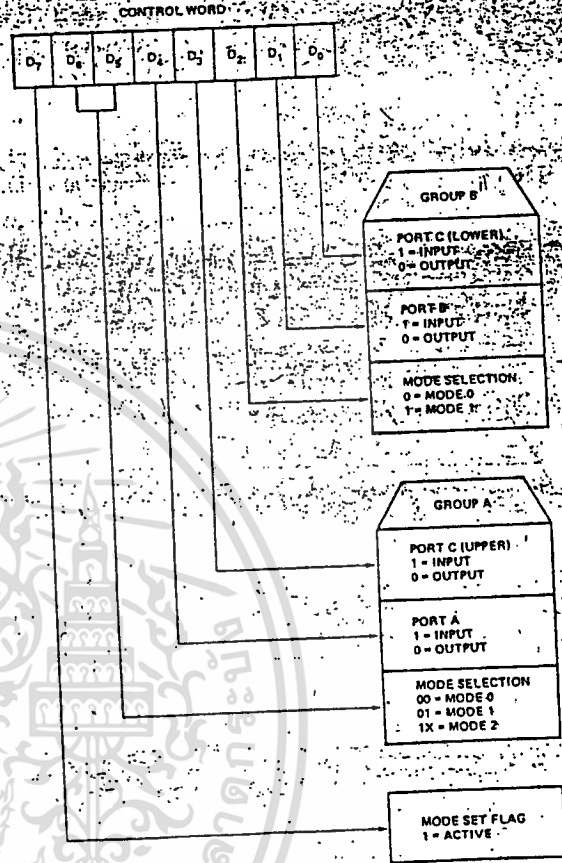 CONTROL WORD
D7 D6 D5 D4 D3 D2 D1 D0
GROUP B
PORT C (LOWER)
1 = INPUT
0 = OUTPUT
PORT B
1 = INPUT
0 = OUTPUT
MODE SELECTION
0 = MODE 0
1 = MODE 1
GROUP A
PORT C (UPPER)
1 = INPUT
0 = OUTPUT
PORT A
1 = INPUT
0 = OUTPUT
MODE SELECTION
00 = MODE 0
01 = MODE 1
1X = MODE 2
MODE SET FLAG
1 = ACTIVE